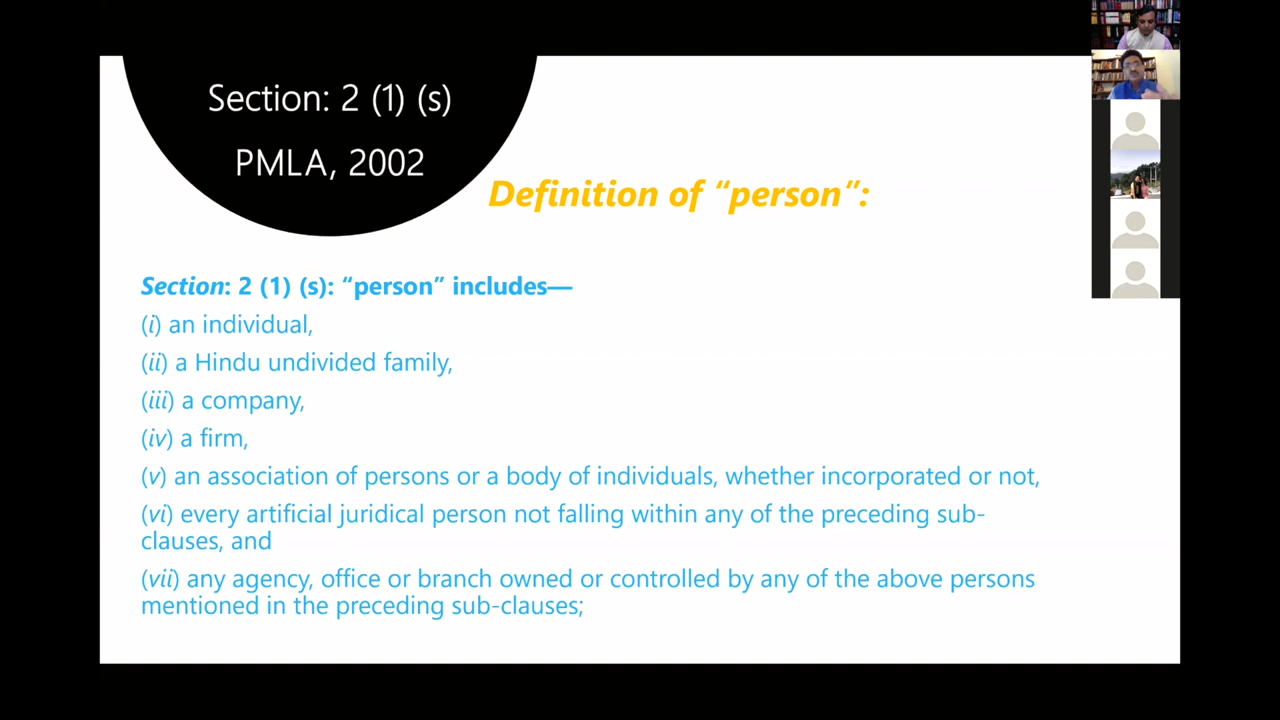 Section: 2 (1) (s)
PMLA, 2002
Definition of “person”:
Section: 2 (1) (s): “person” includes—
(i) an individual,
(ii) a Hindu undivided family,
(iii) a company,
(iv) a firm,
(v) an association of persons or a body of individuals, whether incorporated or not,
(vi) every artificial juridical person not falling within any of the preceding sub-
clauses, and
(vii) any agency, office or branch owned or controlled by any of the above persons
mentioned in the preceding sub-clauses;